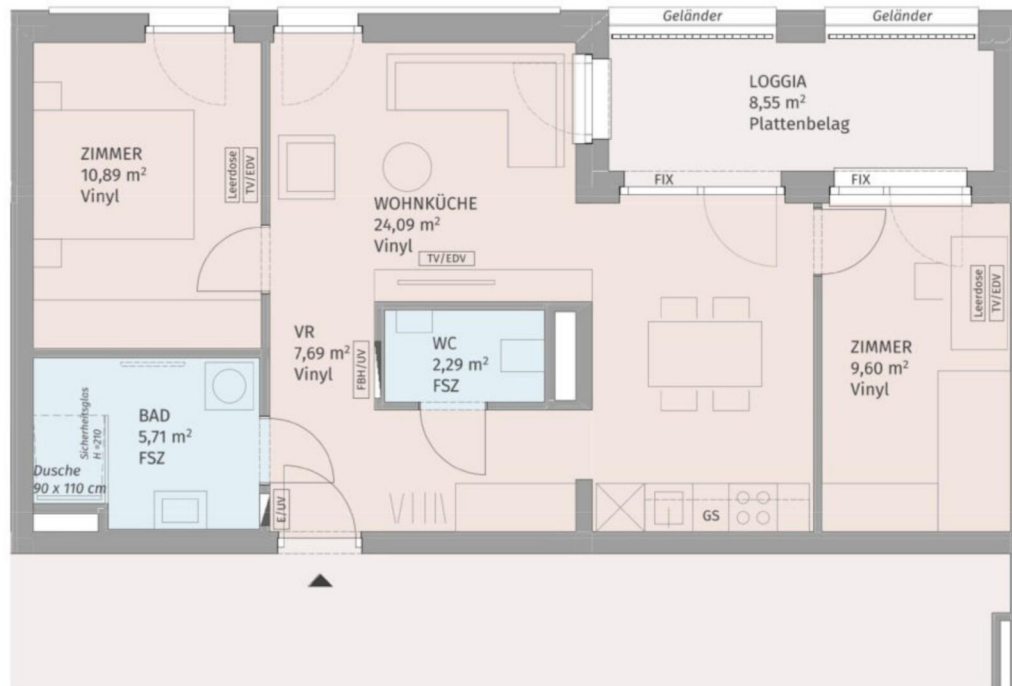 Geländer
Geländer
LOGGIA
8,55 m²
Plattenbelag
ZIMMER
10,89 m²
Vinyl
Leerdose
TV/EDV
FIX
FIX
WOHNKÜCHE
24,09 m²
Vinyl
TV/EDV
Leerdose
TV/EDV
VR
7,69 m²
Vinyl
FBH/UV
WC
2,29 m²
FSZ
ZIMMER
9,60 m²
Vinyl
BAD
5,71 m²
FSZ
Sicherheitsglas
H =210
Dusche
90 x 110 cm
E/UV
GS